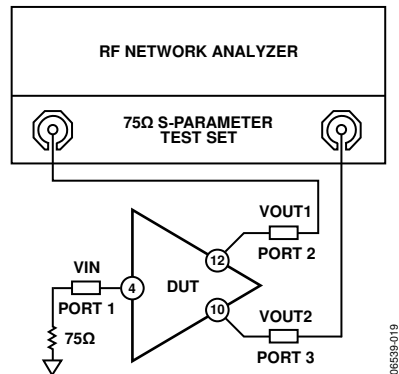 RF NETWORK ANALYZER
75Ω S-PARAMETER
TEST SET
VOUT1
12
PORT 2
VIN
4
DUT
PORT 1
10
VOUT2
75Ω
PORT 3
06539-019